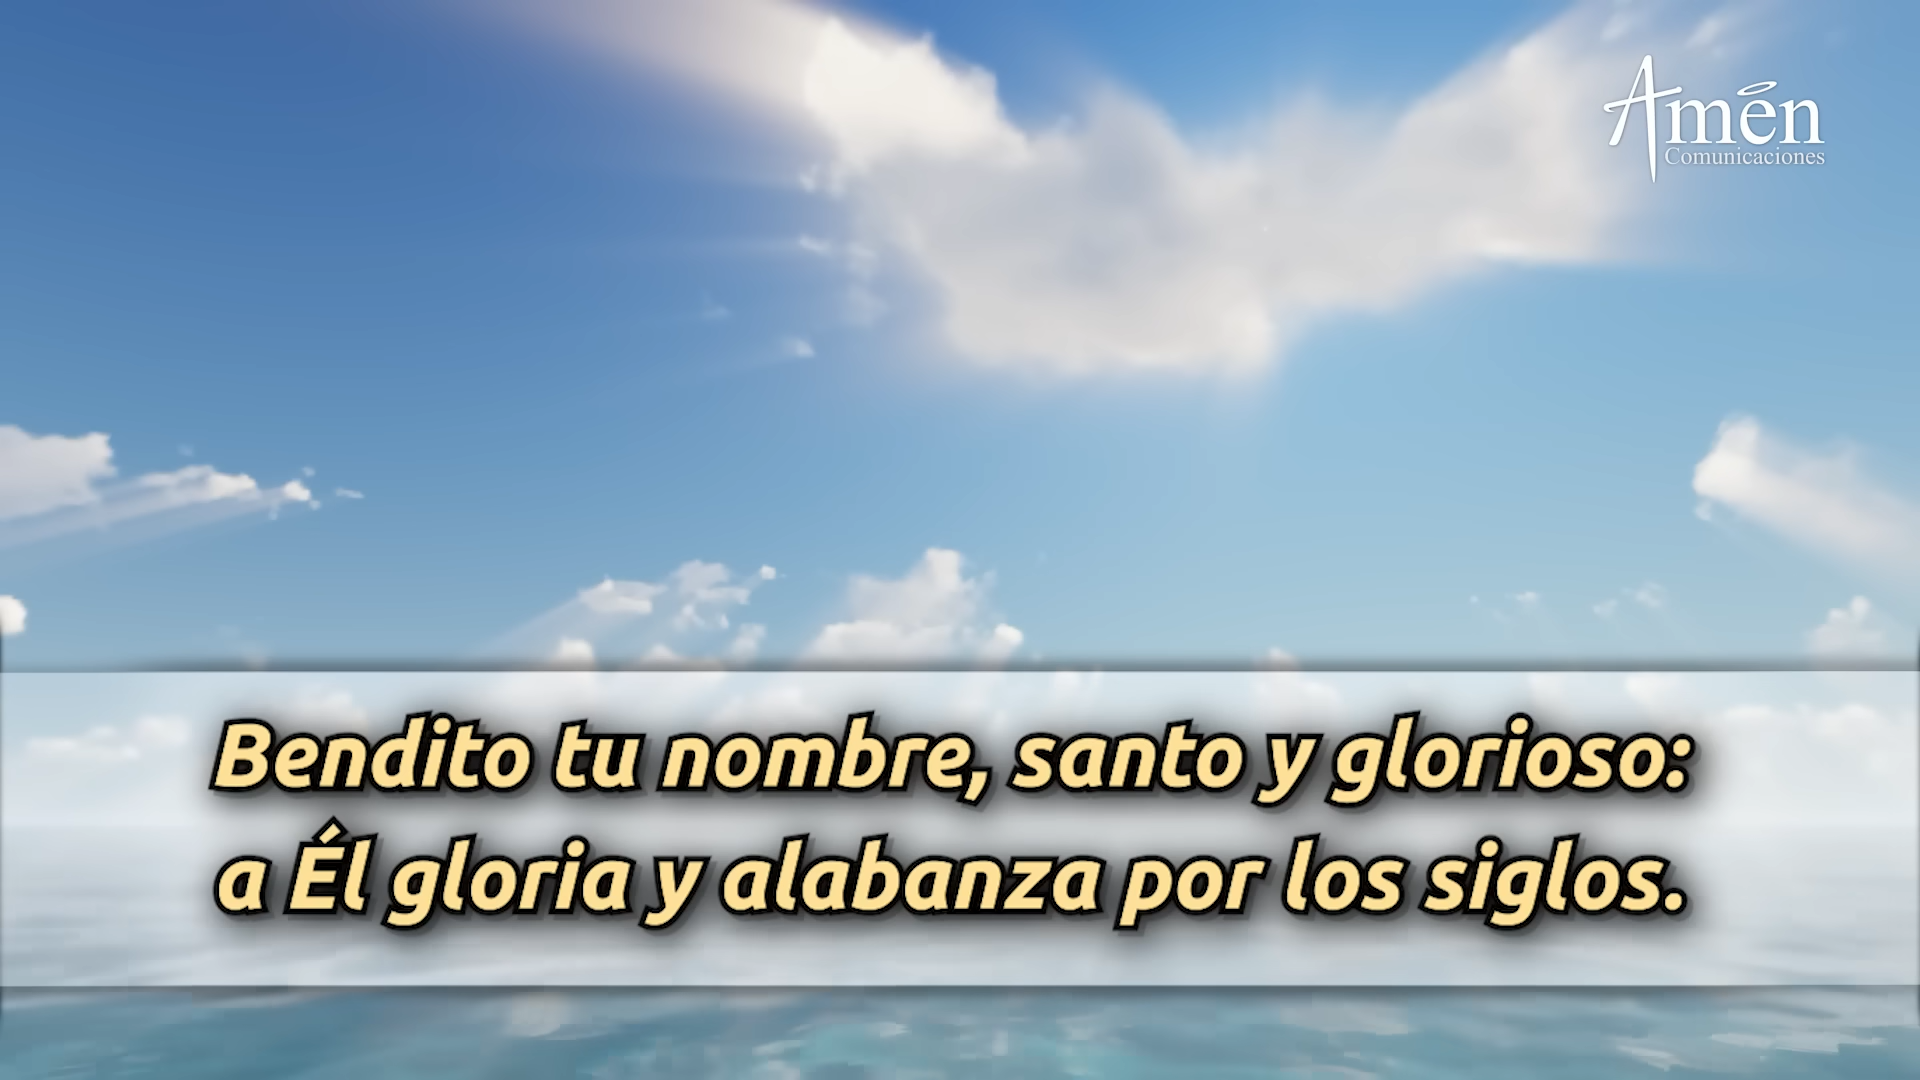 Amén
Comunicaciones
Bendito tu nombre, santo y glorioso:
a Él gloria y alabanza por los siglos.